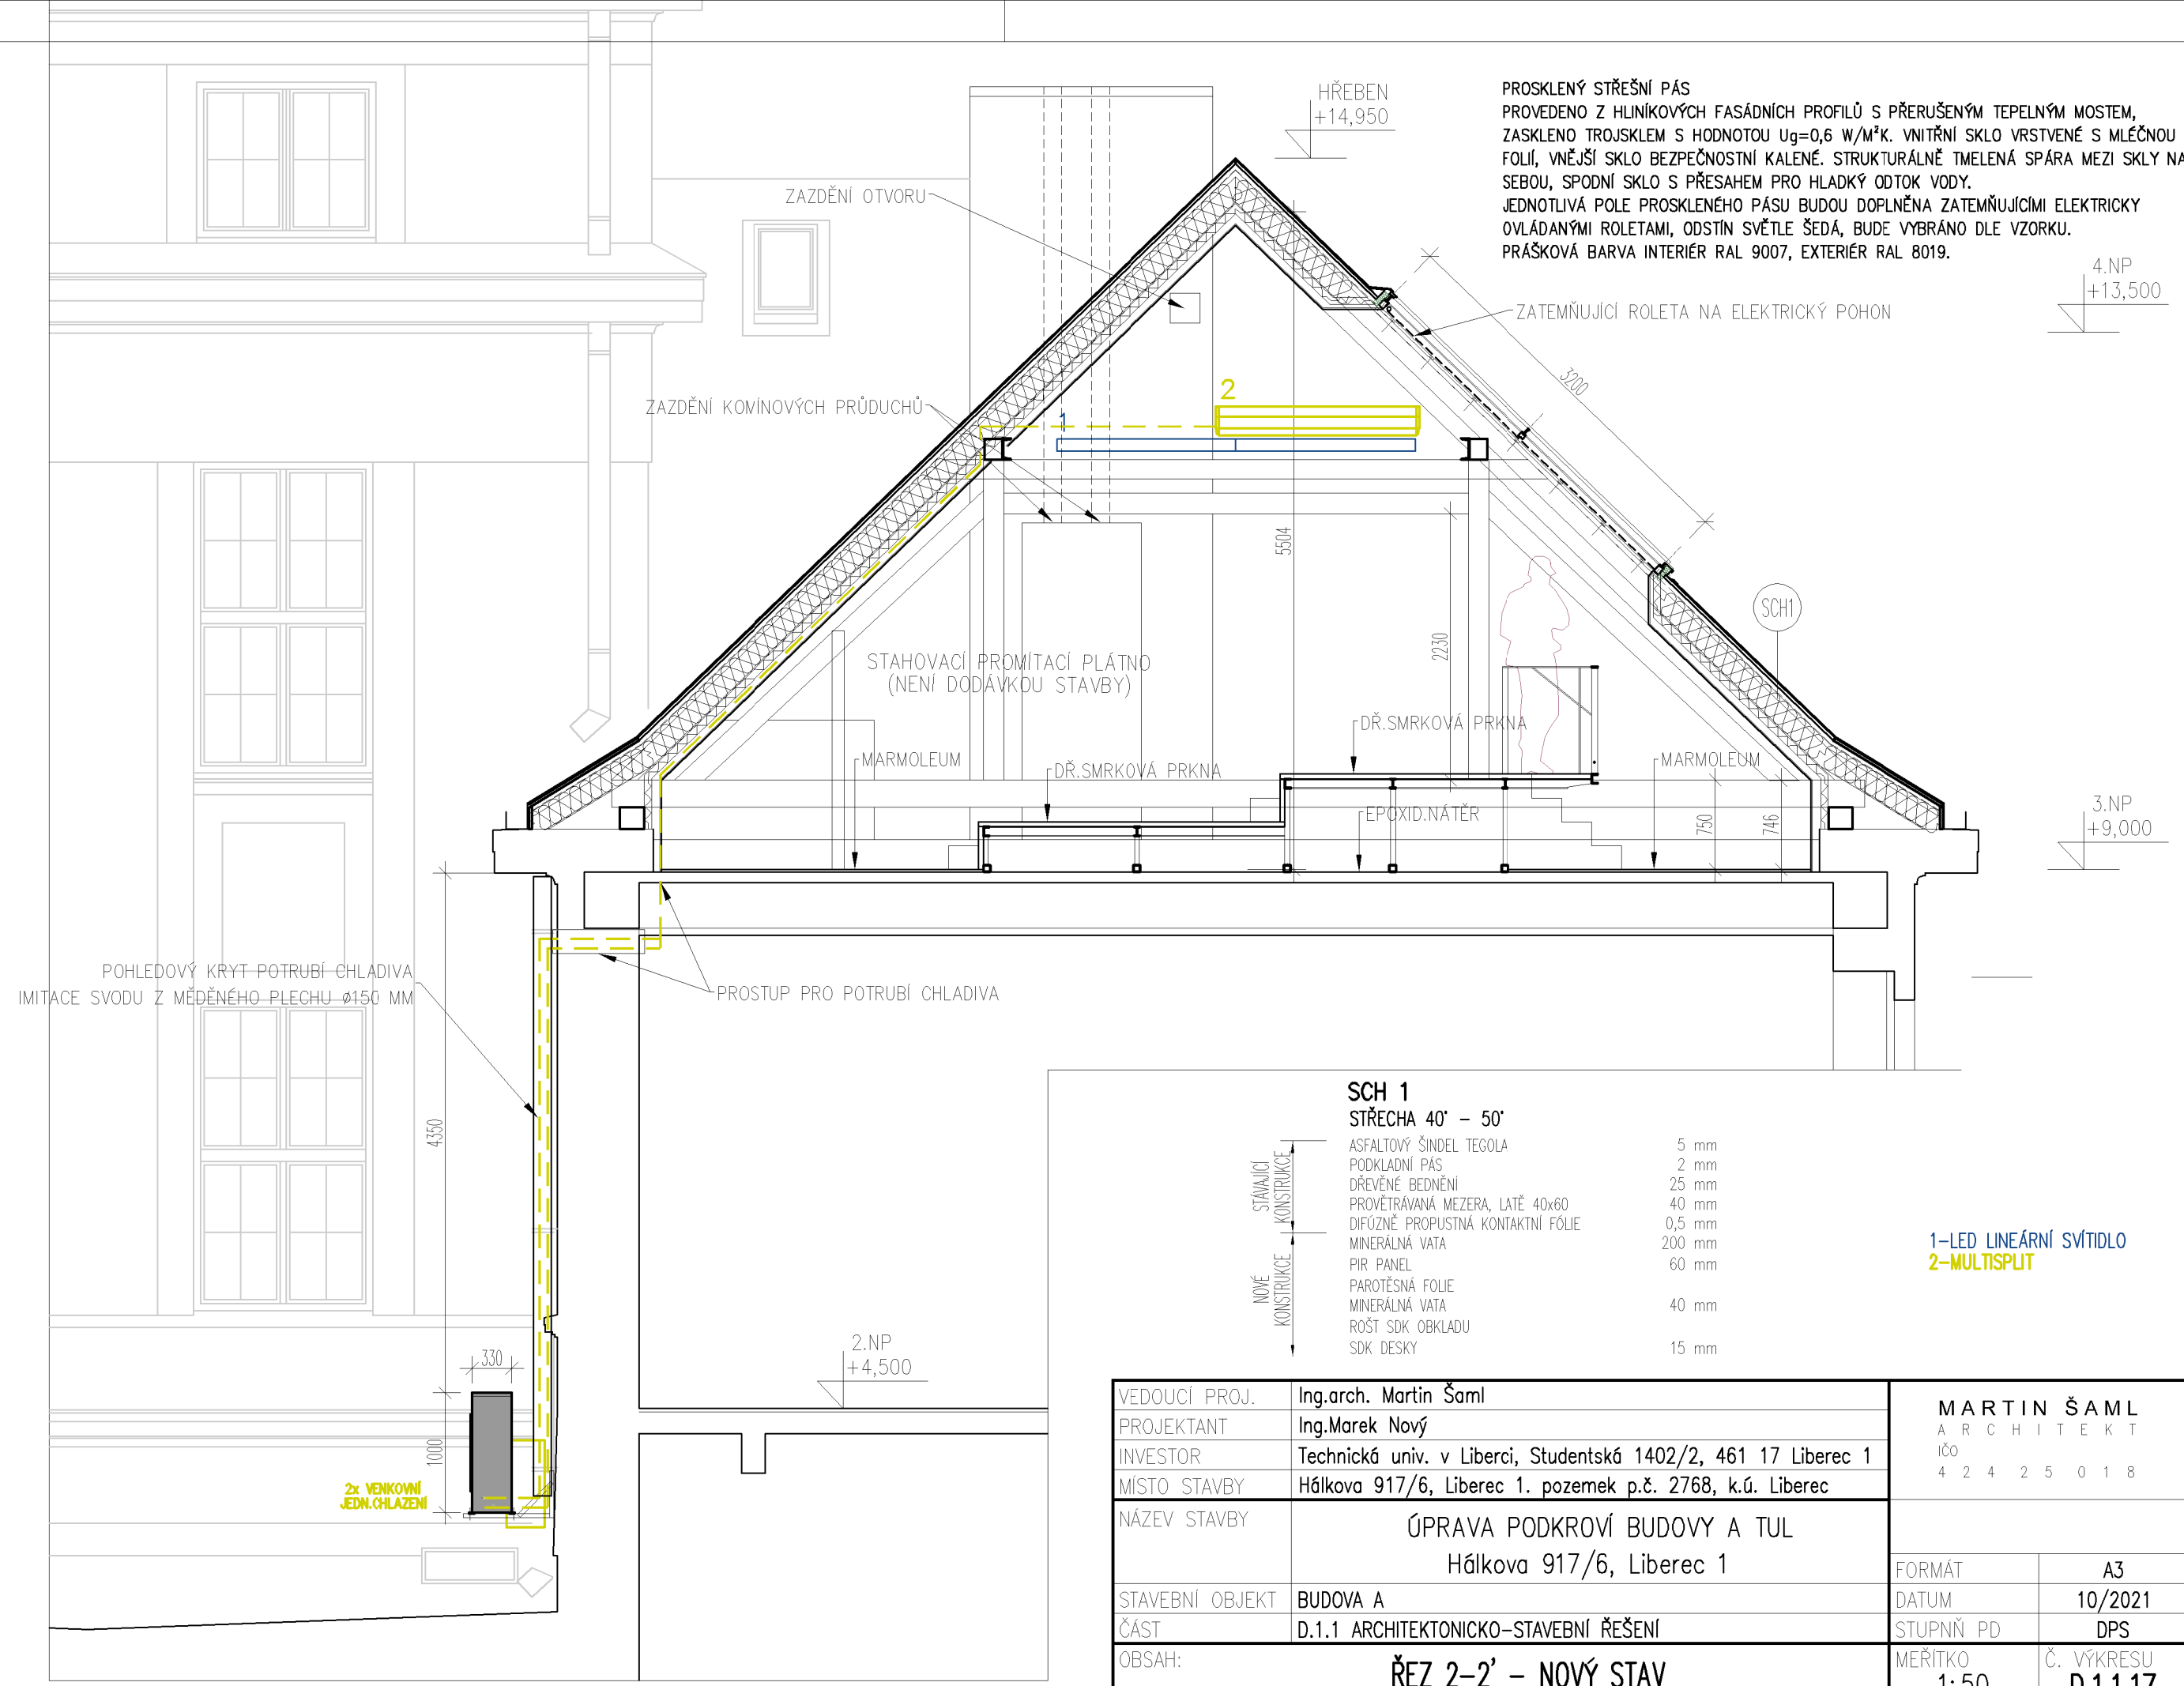 HŘEBEN
+14,950
PROSKLENÝ STŘEŠNÍ PÁS
PROVEDENO Z HLINÍKOVÝCH FASÁDNÍCH PROFILŮ S PŘERUŠENÝM TEPELNÝM MOSTEM,
ZASKLENO TROJSKLEM S HODNOTOU Ug=0,6 W/M²K. VNITŘNÍ SKLO VRSTVENÉ S MLÉČNOU
FOLIÍ, VNĚJŠÍ SKLO BEZPEČNOSTNÍ KALENÉ. STRUKTURÁLNĚ TMELENÁ SPÁRA MEZI SKLY NA
SEBOU, SPODNÍ SKLO S PŘESAHEM PRO HLADKÝ ODTOK VODY.
JEDNOTLIVÁ POLE PROSKLENÉHO PÁSU BUDOU DOPLNĚNA ZATEMŇUJÍCÍMI ELEKTRICKY
OVLÁDANÝMI ROLETAMI, ODSTÍN SVĚTLE ŠEDÁ, BUDE VYBRÁNO DLE VZORKU.
PRÁŠKOVÁ BARVA INTERIÉR RAL 9007, EXTERIÉR RAL 8019.
4.NP
+13,500
ZAZDĚNÍ OTVORU
ZATEMŇUJÍCÍ ROLETA NA ELEKTRICKÝ POHON
3200
ZAZDĚNÍ KOMÍNOVÝCH PRŮDUCHŮ
1
2
5504
2230
SCH1
STAHOVACÍ PROMÍTACÍ PLÁTNO
(NENÍ DODÁVKOU STAVBY)
DŘ.SMRKOVÁ PRKNA
MARMOLEUM
DŘ.SMRKOVÁ PRKNA
MARMOLEUM
EPOXID.NÁTĚR
750
746
3.NP
+9,000
POHLEDOVÝ KRYT POTRUBÍ CHLADIVA
IMITACE SVODU Z MĚDĚNÉHO PLECHU ø150 MM
PROSTUP PRO POTRUBÍ CHLADIVA
4350
330
1000
2x VENKOVNÍ
JEDN.CHLAZENÍ
2.NP
+4,500
SCH 1
STŘECHA 40° – 50°
STÁVAJÍCÍ
KONSTRUKCE
ASFALTOVÝ ŠINDEL TEGOLA 5 mm
PODKLADNÍ PÁS 2 mm
DŘEVĚNÉ BEDNĚNÍ 25 mm
PROVĚTRÁVANÁ MEZERA, LATĚ 40x60 40 mm
DIFÚZNĚ PROPUSTNÁ KONTAKTNÍ FÓLIE 0,5 mm
NOVÉ
KONSTRUKCE
MINERÁLNÁ VATA 200 mm
PIR PANEL 60 mm
PAROTĚSNÁ FOLIE
MINERÁLNÁ VATA 40 mm
ROŠT SDK OBKLADU
SDK DESKY 15 mm
1–LED LINEÁRNÍ SVÍTIDLO
2–MULTISPLIT
VEDOUCÍ PROJ. Ing.arch. Martin Šaml
PROJEKTANT Ing.Marek Nový
INVESTOR Technická univ. v Liberci, Studentská 1402/2, 461 17 Liberec 1
MÍSTO STAVBY Hálkova 917/6, Liberec 1. pozemek p.č. 2768, k.ú. Liberec
NÁZEV STAVBY ÚPRAVA PODKROVÍ BUDOVY A TUL
Hálkova 917/6, Liberec 1
STAVEBNÍ OBJEKT BUDOVA A
ČÁST D.1.1 ARCHITEKTONICKO–STAVEBNÍ ŘEŠENÍ
OBSAH: ŘEZ 2–2' – NOVÝ STAV
MARTIN ŠAML
ARCHITEKT
IČO
42425018
FORMÁT A3
DATUM 10/2021
STUPNŇ PD DPS
MEŘÍTKO 1:50
Č. VÝKRESU D.1.1.17